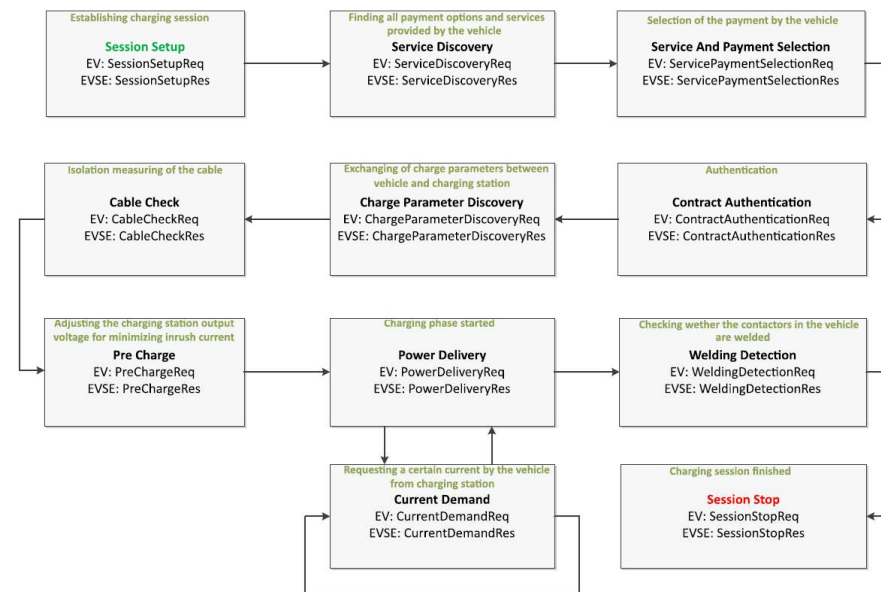 Establishing charging session
Session Setup
EV: SessionSetupReq
EVSE: SessionSetupRes
Finding all payment options and services
provided by the vehicle
Service Discovery
EV: ServiceDiscoveryReq
EVSE: ServiceDiscoveryRes
Selection of the payment by the vehicle
Service And Payment Selection
EV: ServicePaymentSelectionReq
EVSE: ServicePaymentSelectionRes
Isolation measuring of the cable
Cable Check
EV: CableCheckReq
EVSE: CableCheckRes
Exchanging of charge parameters between
vehicle and charging station
Charge Parameter Discovery
EV: ChargeParameterDiscoveryReq
EVSE: ChargeParameterDiscoveryRes
Authentication
Contract Authentication
EV: ContractAuthenticationReq
EVSE: ContractAuthenticationRes
Adjusting the charging station output
voltage for minimizing inrush current
Pre Charge
EV: PreChargeReq
EVSE: PreChargeRes
Charging phase started
Power Delivery
EV: PowerDeliveryReq
EVSE: PowerDeliveryRes
Checking wether the contactors in the vehicle
are welded
Welding Detection
EV: WeldingDetectionReq
EVSE: WeldingDetectionRes
Requesting a certain current by the vehicle
from charging station
Current Demand
EV: CurrentDemandReq
EVSE: CurrentDemandRes
Charging session finished
Session Stop
EV: SessionStopReq
EVSE: SessionStopRes